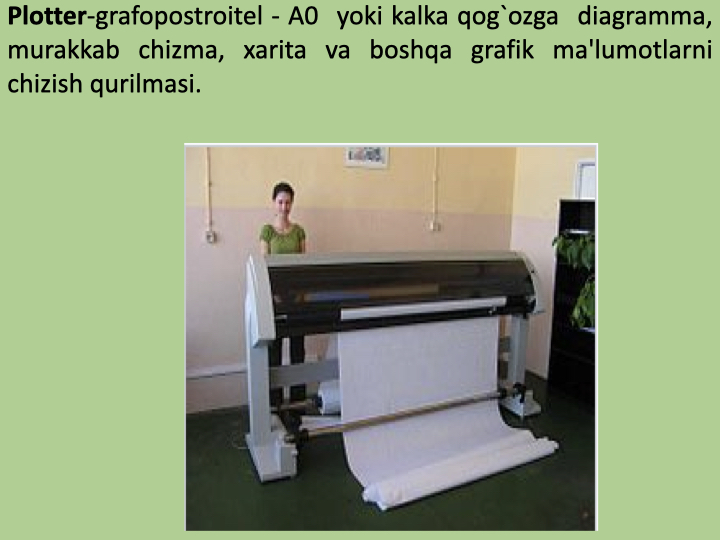 Plotter-grafopostroitel - A0 yoki kalka qog`ozga diagramma,
murakkab chizma, xarita va boshqa grafik ma'lumotlarni
chizish qurilmasi.